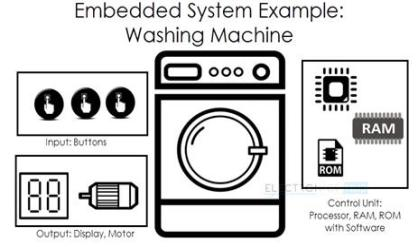 Embedded System Example:
Washing Machine
Input: Buttons
88
Output: Display, Motor
RAM
ROM
Control Unit:
Processor, RAM, ROM
with Software